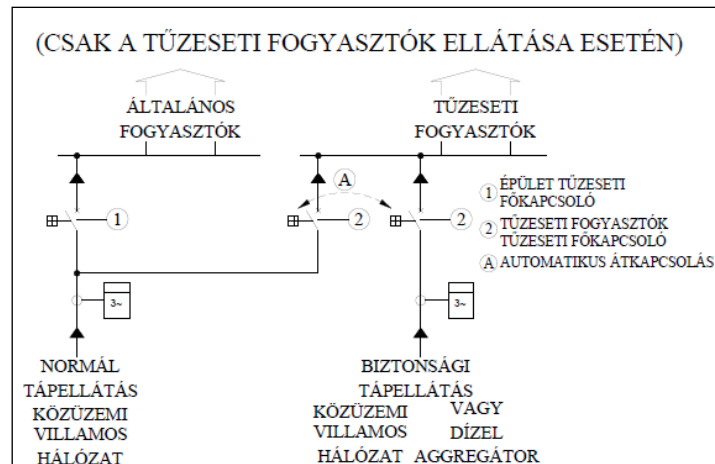 (CSAK A TŰZESETI FOGYASZTÓK ELLÁTÁSA ESETÉN)
ÁLTALÁNOS
FOGYASZTÓK
TŰZESETI
FOGYASZTÓK
A
1
2
2
1 ÉPÜLET TŰZESETI
FŐKAPCSOLÓ
2 TŰZESETI FOGYASZTÓK
TŰZESETI FŐKAPCSOLÓ
A AUTOMATIKUS ÁTKAPCSOLÁS
3~
3~
NORMÁL
TÁPELLÁTÁS
KÖZÜZEMI
VILLAMOS
HÁLÓZAT
BIZTONSÁGI
TÁPELLÁTÁS
KÖZÜZEMI VAGY
VILLAMOS DÍZEL
HÁLÓZAT AGGREGÁTOR